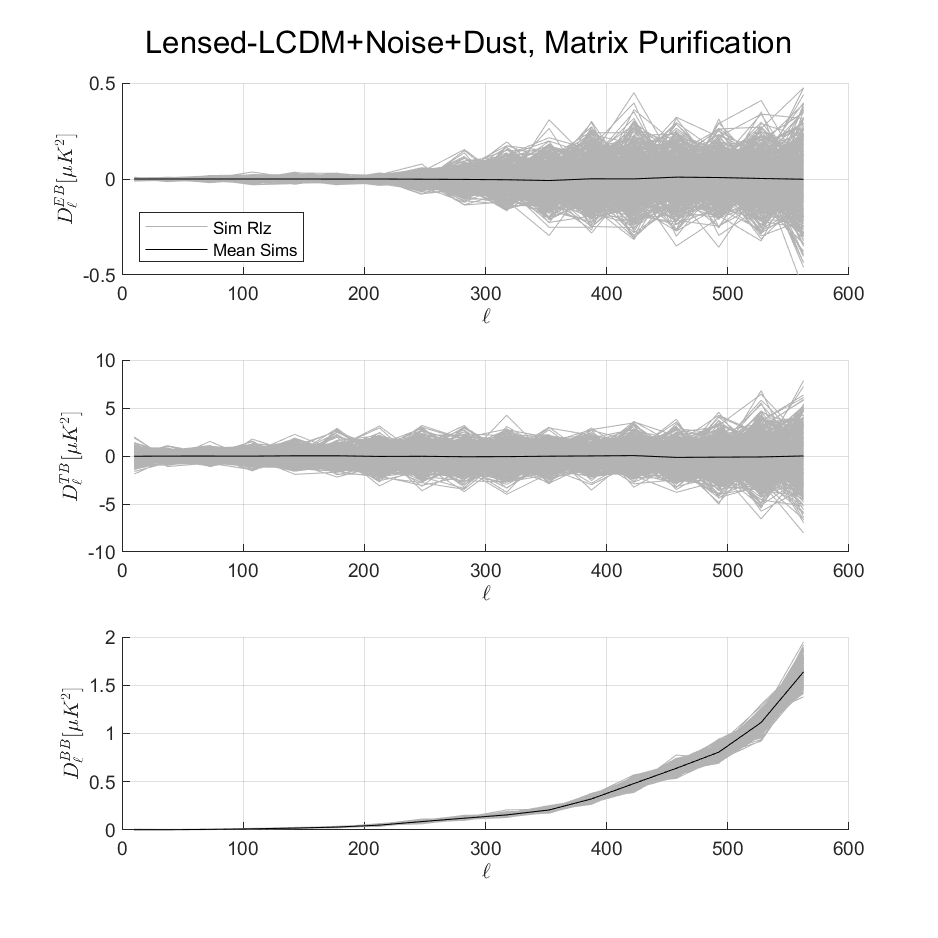 Lensed-LCDM+Noise+Dust, Matrix Purification
0.5
0
-0.5
D_ℓ^{EB}[μK^2]
Sim Rlz
Mean Sims
0 100 200 300 400 500 600
ℓ
10
5
0
-5
-10
D_ℓ^{TB}[μK^2]
0 100 200 300 400 500 600
ℓ
2
1.5
1
0.5
0
D_ℓ^{BB}[μK^2]
0 100 200 300 400 500 600
ℓ